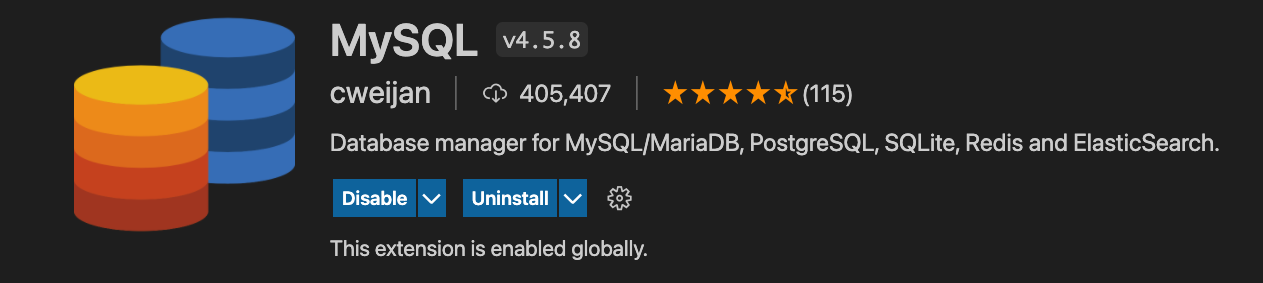 MySQL v4.5.8
cweijan 405,407 (115)
Database manager for MySQL/MariaDB, PostgreSQL, SQLite, Redis and ElasticSearch.
Disable Uninstall
This extension is enabled globally.